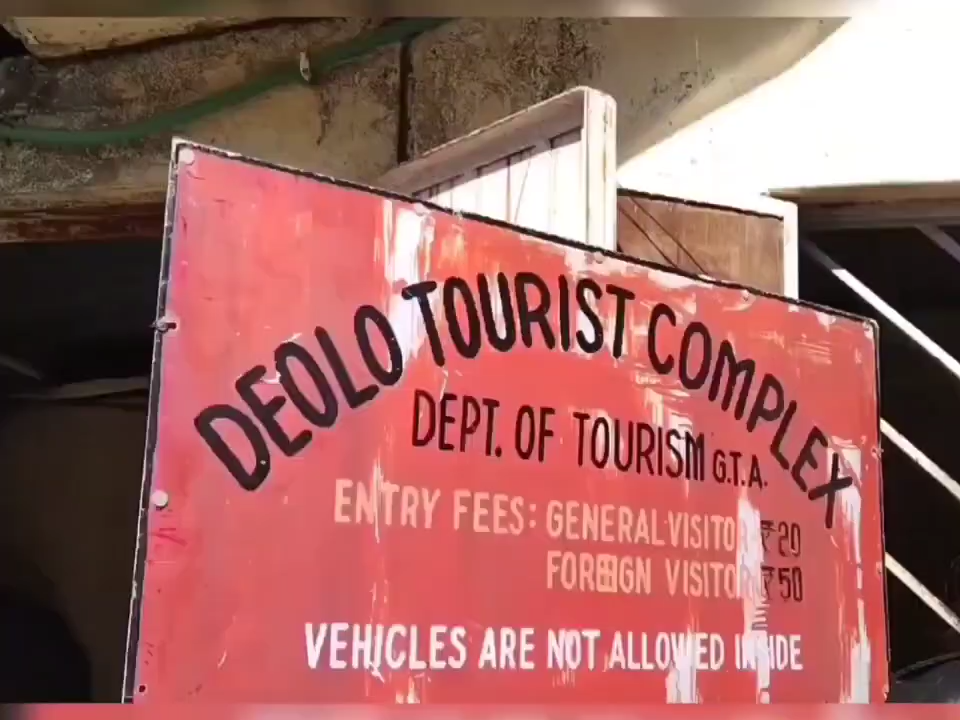 DEOLO TOURIST COMPLEX
DEPT. OF TOURISM G.T.A.
ENTRY FEES: GENERAL VISITOR ₹ 20
FOREIGN VISITOR ₹ 50
VEHICLES ARE NOT ALLOWED INSIDE